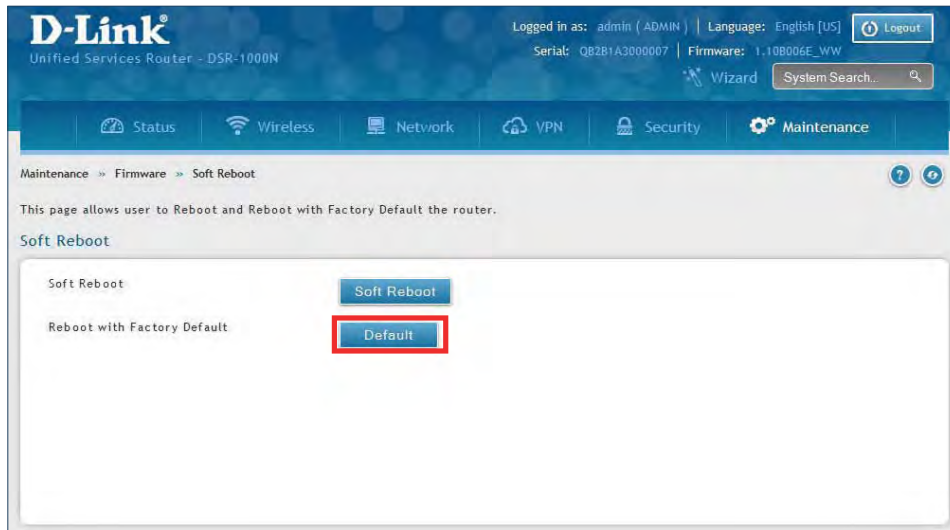 D-Link
Unified Services Router - DSR-1000N
Logged in as: admin ( ADMIN ) | Language: English [US]
Logout
Serial: QB2B1A3000007 | Firmware: 1.10B006E_WW
Wizard
System Search...
Status
Wireless
Network
VPN
Security
Maintenance
Maintenance » Firmware » Soft Reboot
?
This page allows user to Reboot and Reboot with Factory Default the router.
Soft Reboot
Soft Reboot
Soft Reboot
Reboot with Factory Default
Default